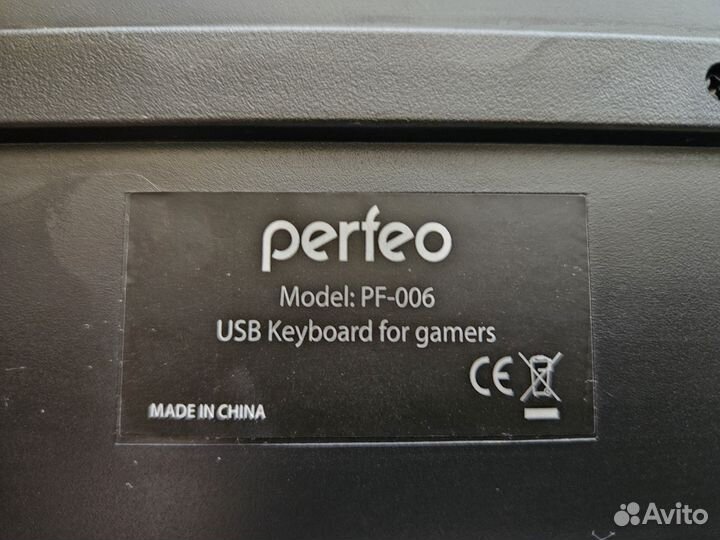 perfeo
Model: PF-006
USB Keyboard for gamers
CE
MADE IN CHINA
Avito